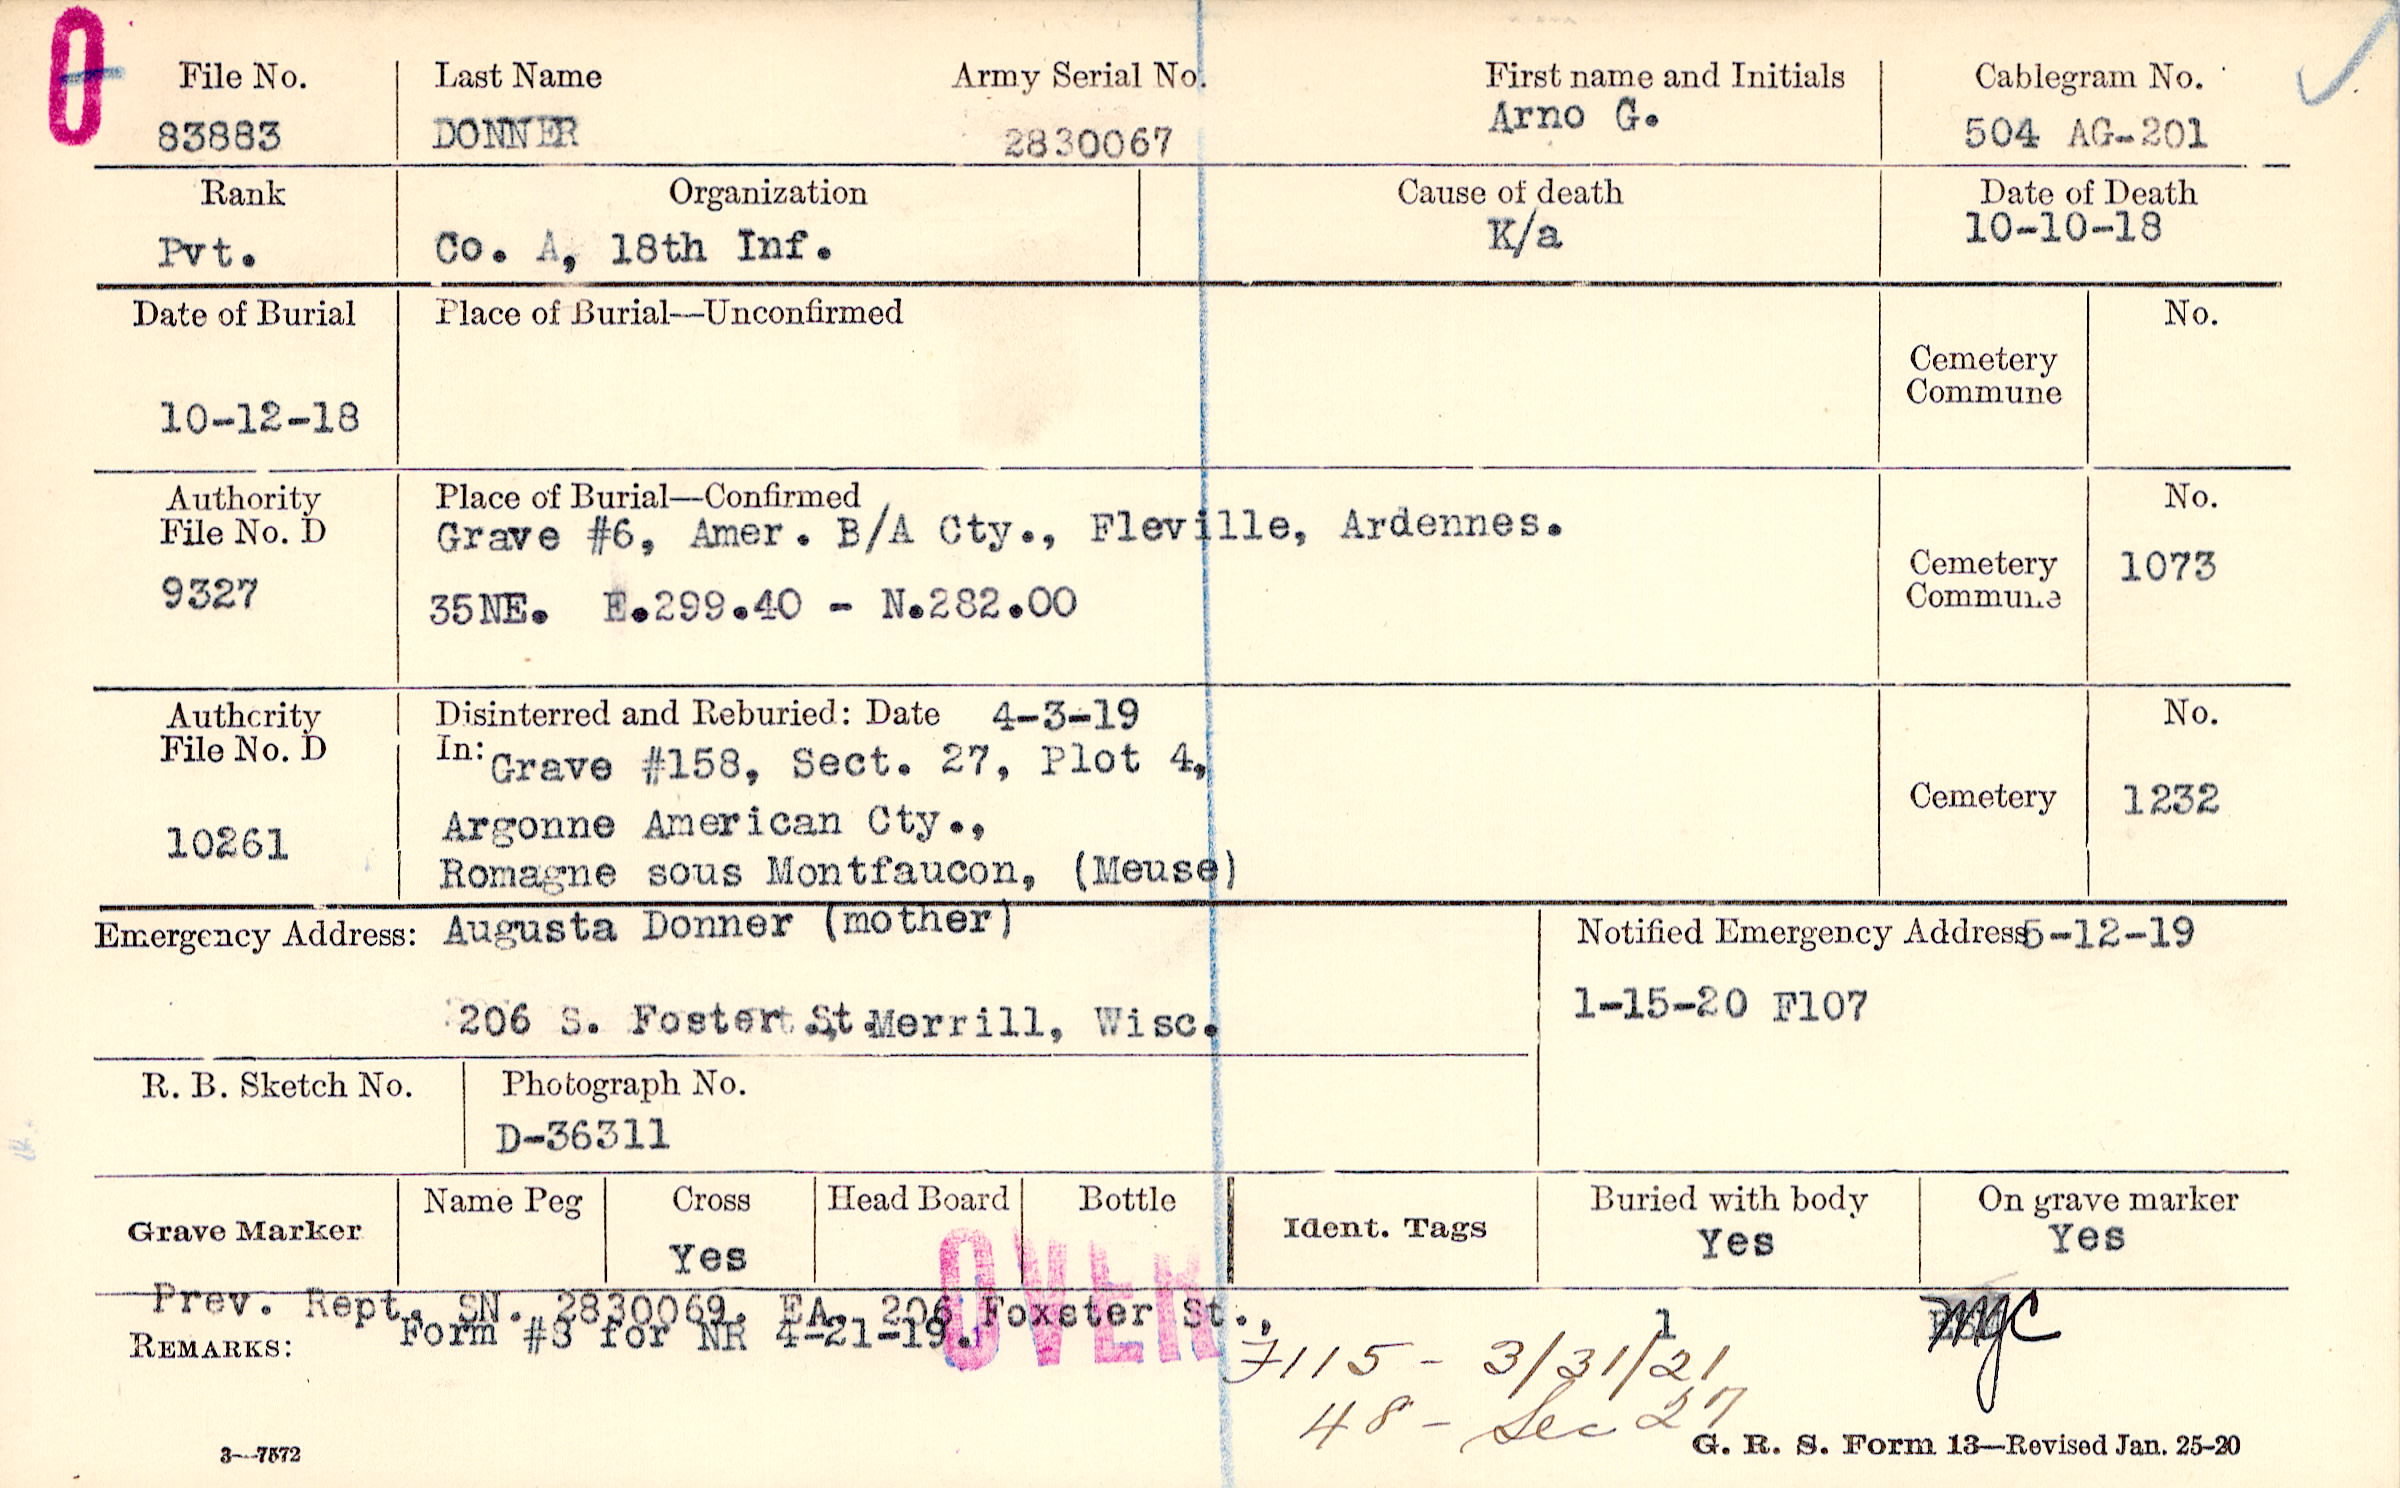 O
File No. Last Name Army Serial No. First name and Initials Cablegram No.
83883 DONNER 2830067 Arno G. 504 AG-201
Rank Organization Cause of death Date of Death
Pvt. Co. A, 18th Inf. K/a 10-10-18
Date of Burial Place of Burial—Unconfirmed No.
Cemetery
Commune
10-12-18
Authority Place of Burial—Confirmed No.
File No. D Grave #6, Amer. B/A Cty., Fleville, Ardennes.
9327 35NE. E.299.40 - N.282.00 Cemetery 1073
Commune
Authority Disinterred and Reburied: Date 4-3-19 No.
File No. D In: Grave #158, Sect. 27, Plot 4,
10261 Argonne American Cty., Cemetery 1232
Romagne sous Montfaucon, (Meuse)
Emergency Address: Augusta Donner (mother) Notified Emergency Address 5-12-19
206 S. Foster St. Merrill, Wisc. 1-15-20 F107
R. B. Sketch No. Photograph No.
D-36311
Grave Marker Name Peg Cross Head Board Bottle Ident. Tags Buried with body On grave marker
Yes Yes Yes
OVER
Prev. Rept. SN. 2830069. EA. 206 Foxster St.,
REMARKS: Form #3 for NR 4-21-19. 1 mgc
7115 - 3/31/21
48 - Sec 27
3—7572 G. R. S. Form 13—Revised Jan. 25-20